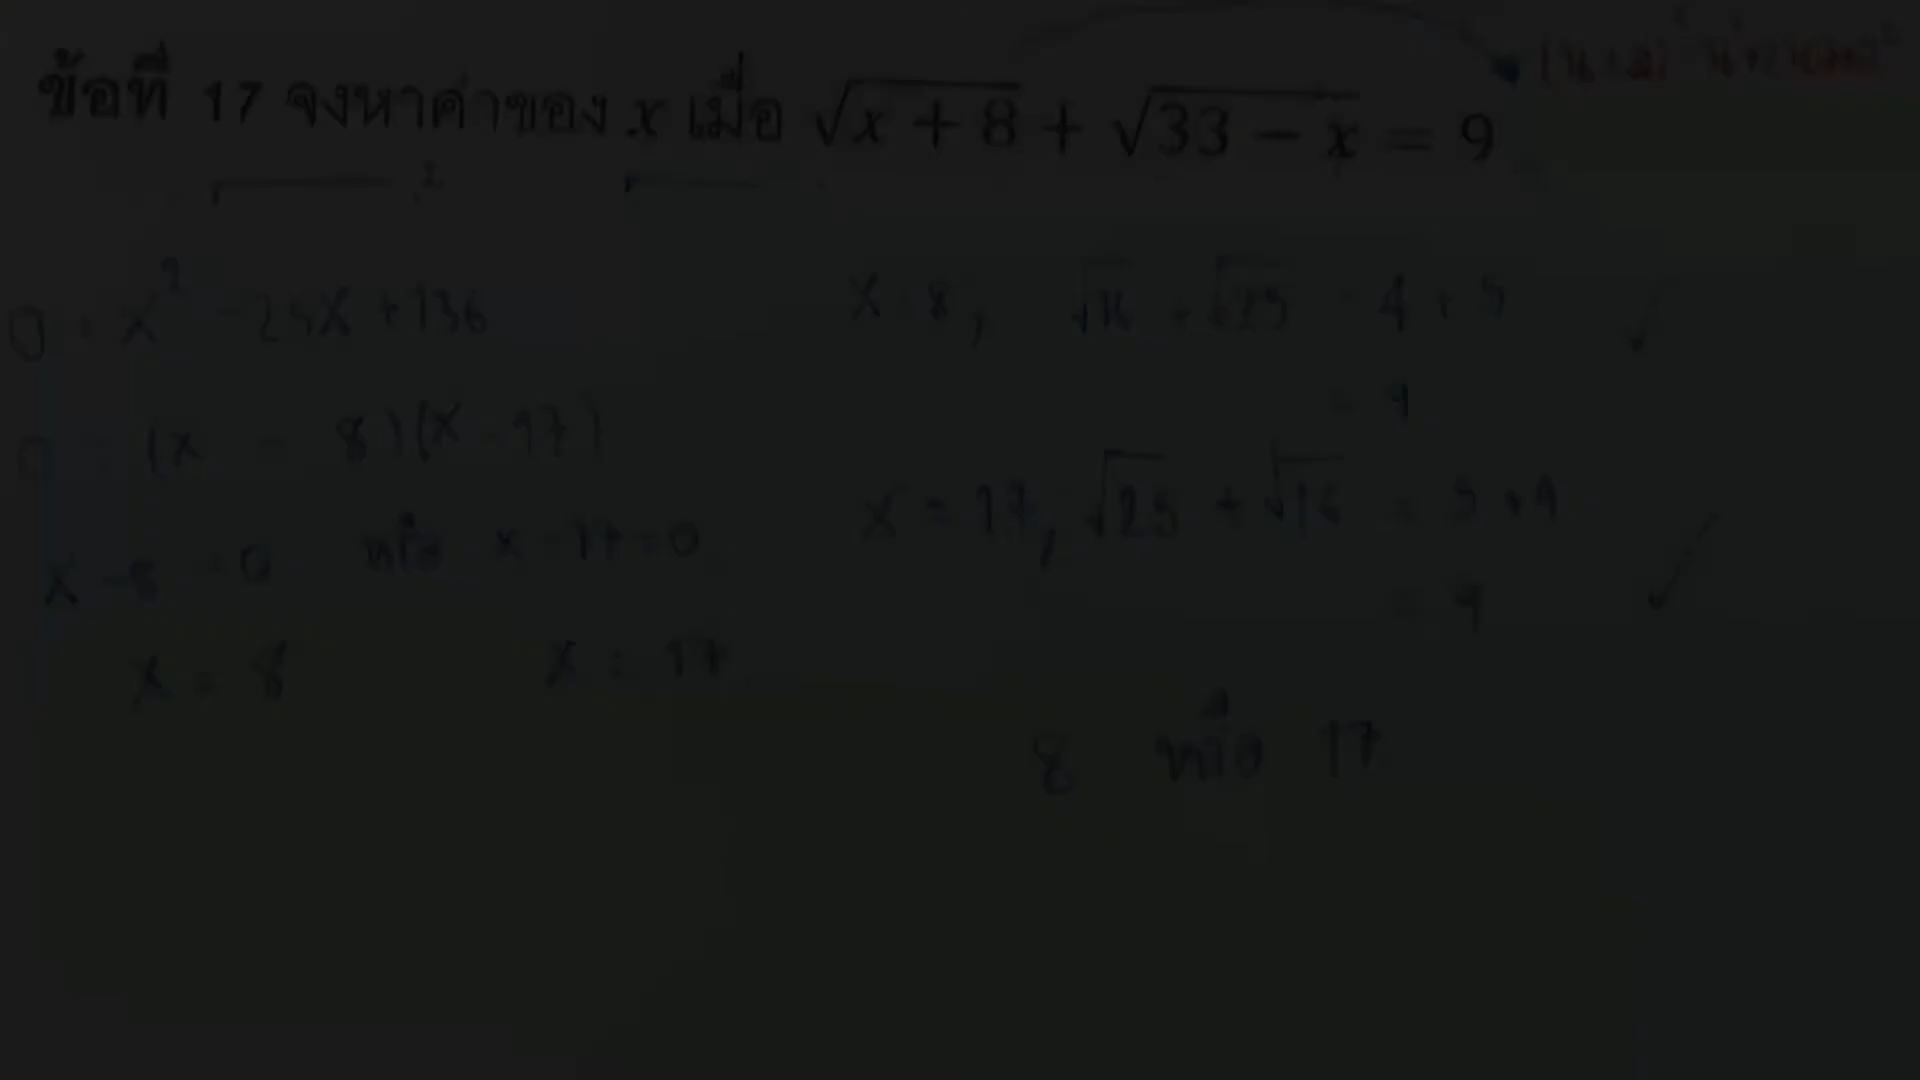 ข้อที่ 17 จงหาค่าของ x เมื่อ √(x + 8) + √(33 − x) = 9
0 = x² - 25x + 136
0 = (x - 8)(x - 17)
x - 8 = 0 หรือ x - 17 = 0
x = 8 x = 17
x = 8, √16 + √25 = 4 + 5 ✓
= 9
x = 17, √25 + √16 = 5 + 4
= 9 ✓
8 หรือ 17